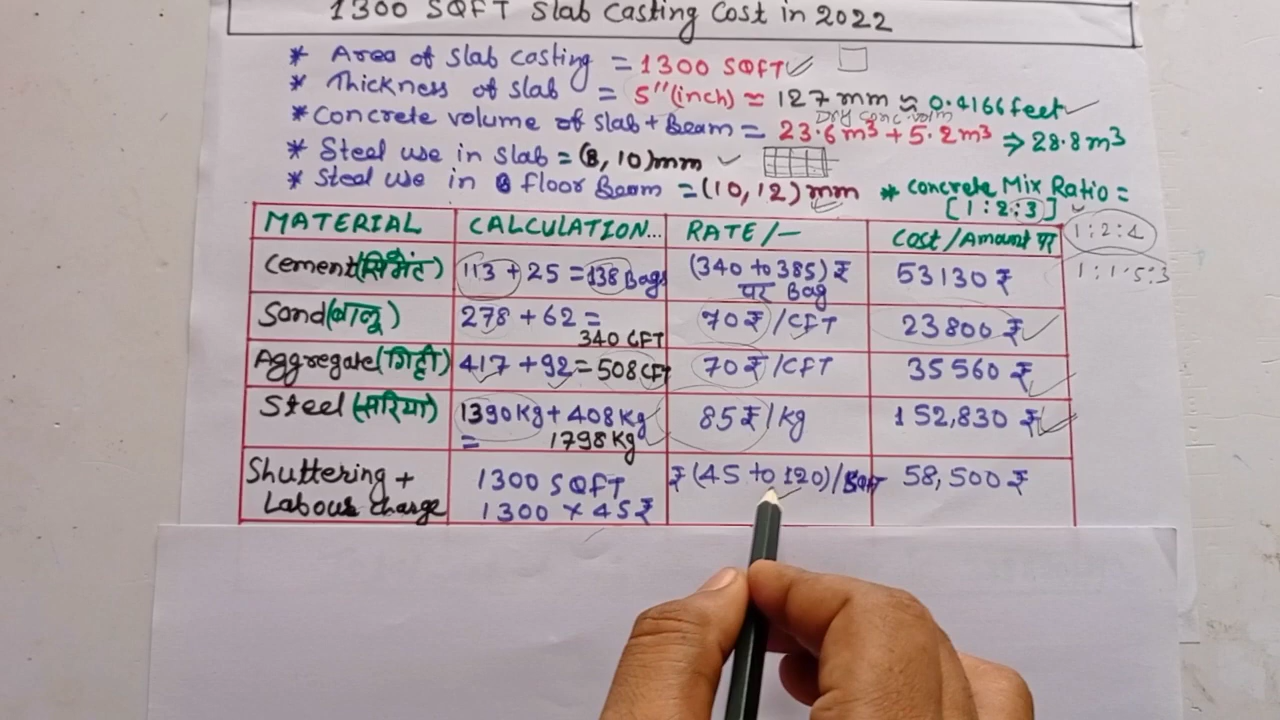 1300 SQFT Slab Casting Cost in 2022
* Area of slab casting = 1300 SQFT ✓
* Thickness of slab = 5"(inch) ≈ 127 mm ≈ 0.4166 feet ✓
Dry Conc. volm
* Concrete volume of slab + Beam = 23.6 m³ + 5.2 m³ ⇒ 28.8 m³
* Steel use in slab = (8, 10) mm ✓
* Steel use in floor Beam = (10, 12) mm
* Concrete Mix Ratio = [1:2:3]
1:2:4
1:1.5:3
MATERIAL CALCULATION... RATE/- Cost/Amount ₹
Cement(सिमेंट) 113 + 25 = 138 Bags (340 to 385) ₹ पर Bag 53130 ₹
Sand(बालू) 278 + 62 = 340 CFT 70₹/CFT 23800 ₹
Aggregate(गिट्टी) 417 + 92 = 508 CFT 70₹/CFT 35560 ₹
Steel(सरिया) 1390 Kg + 408 Kg = 1798 Kg 85₹/Kg 152,830 ₹
Shuttering + Labour charge 1300 SQFT 1300 × 45₹ ₹(45 to 120)/Sqft 58,500 ₹